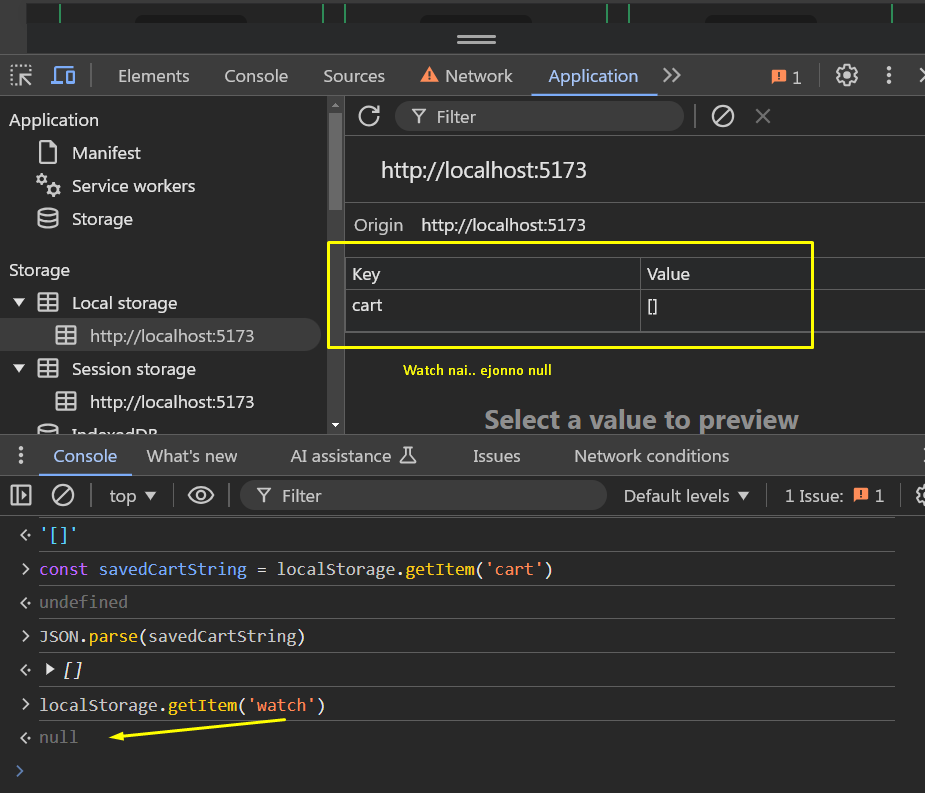 Elements Console Sources Network Application 1
Application
Manifest
Service workers
Storage
Storage
Local storage
http://localhost:5173
Session storage
http://localhost:5173
IndexedDB
Filter
http://localhost:5173
Origin http://localhost:5173
Key Value
cart []
Watch nai.. ejonno null
Select a value to preview
Console What's new AI assistance Issues Network conditions
top Filter Default levels 1 Issue: 1
'[]'
const savedCartString = localStorage.getItem('cart')
undefined
JSON.parse(savedCartString)
[]
localStorage.getItem('watch')
null